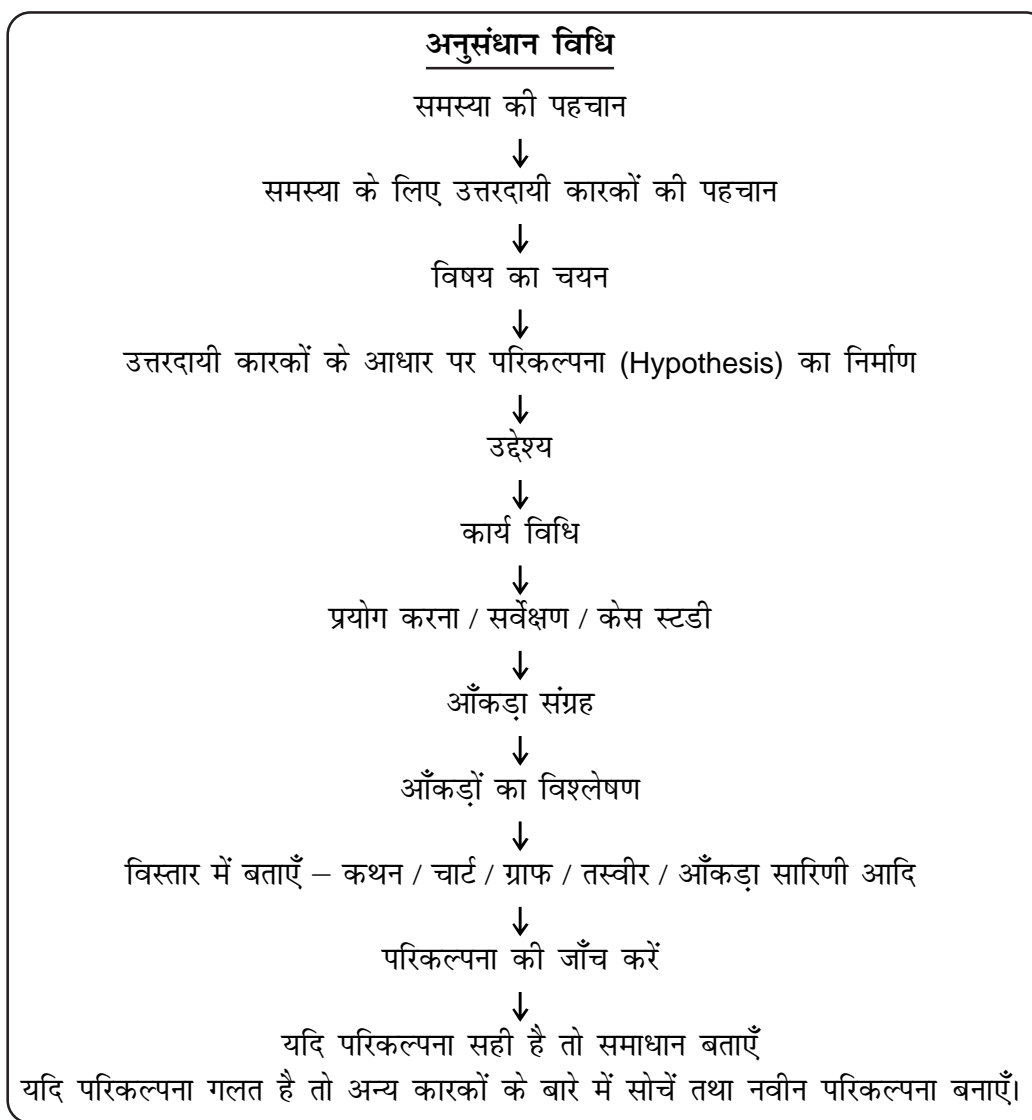 अनुसंधान विधि
समस्या की पहचान
↓
समस्या के लिए उत्तरदायी कारकों की पहचान
↓
विषय का चयन
↓
उत्तरदायी कारकों के आधार पर परिकल्पना (Hypothesis) का निर्माण
↓
उद्देश्य
↓
कार्य विधि
↓
प्रयोग करना / सर्वेक्षण / केस स्टडी
↓
आँकड़ा संग्रह
↓
आँकड़ों का विश्लेषण
↓
विस्तार में बताएँ – कथन / चार्ट / ग्राफ / तस्वीर / आँकड़ा सारिणी आदि
↓
परिकल्पना की जाँच करें
↓
यदि परिकल्पना सही है तो समाधान बताएँ
यदि परिकल्पना गलत है तो अन्य कारकों के बारे में सोचें तथा नवीन परिकल्पना बनाएँ।